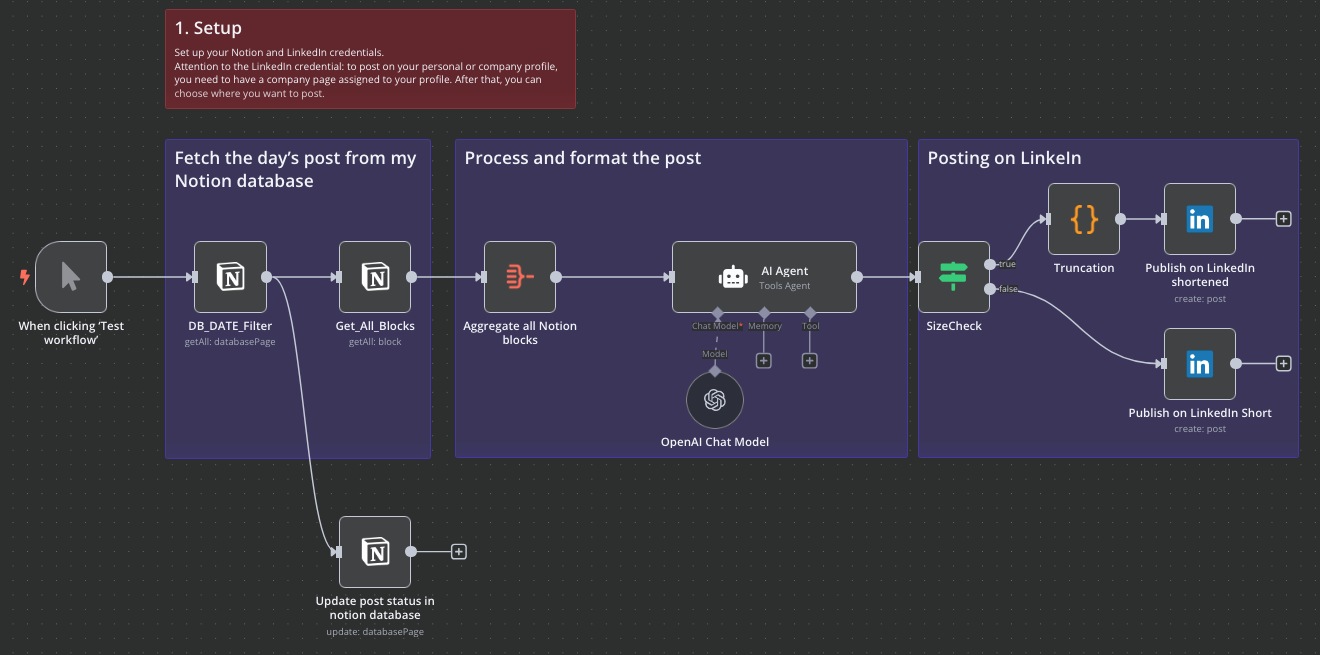 1. Setup
Set up your Notion and LinkedIn credentials.
Attention to the LinkedIn credential: to post on your personal or company profile,
you need to have a company page assigned to your profile. After that, you can
choose where you want to post.
Fetch the day's post from my
Notion database
Process and format the post
Posting on LinkeIn
When clicking 'Test
workflow'
DB_DATE_Filter
getAll: databasePage
Get_All_Blocks
getAll: block
Aggregate all Notion
blocks
AI Agent
Tools Agent
Chat Model*
Memory
Tool
Model
OpenAI Chat Model
SizeCheck
true
false
Truncation
Publish on LinkedIn
shortened
create: post
Publish on LinkedIn Short
create: post
Update post status in
notion database
update: databasePage